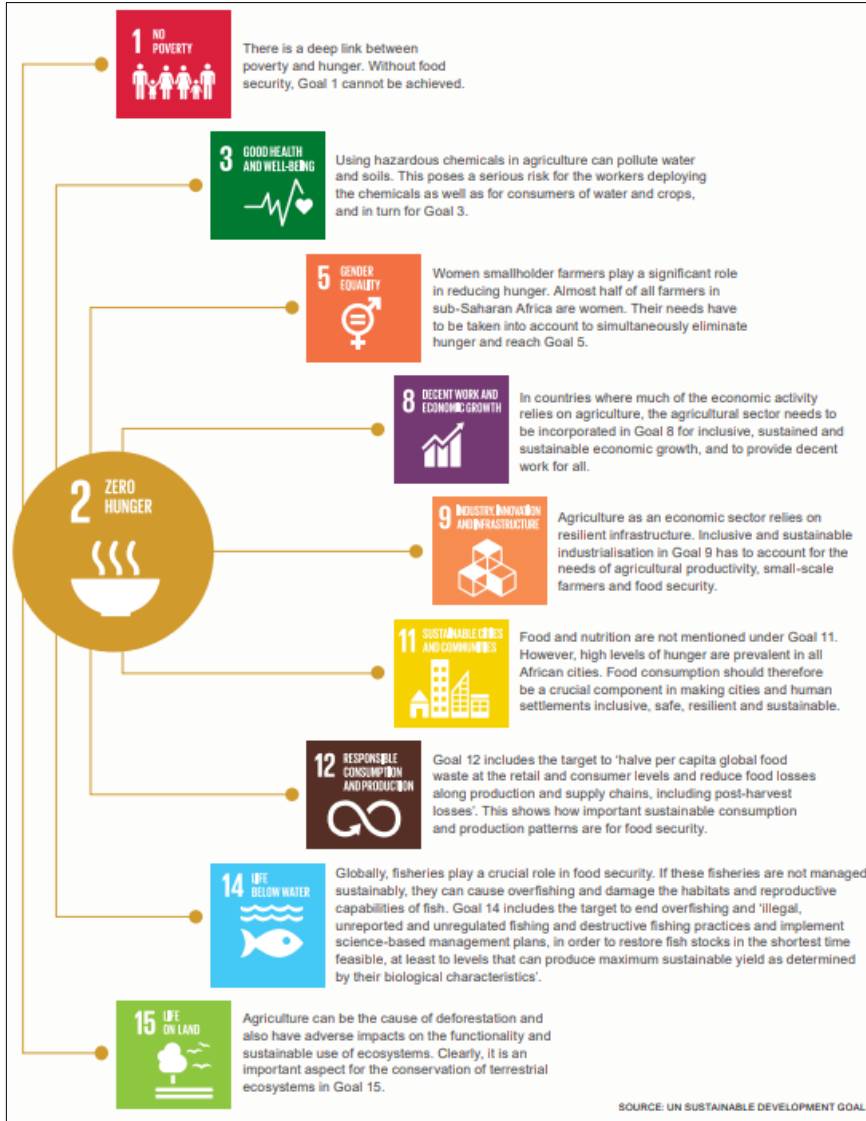 1 NO
POVERTY
There is a deep link between
poverty and hunger. Without food
security, Goal 1 cannot be achieved.
3 GOOD HEALTH
AND WELL-BEING
Using hazardous chemicals in agriculture can pollute water
and soils. This poses a serious risk for the workers deploying
the chemicals as well as for consumers of water and crops,
and in turn for Goal 3.
5 GENDER
EQUALITY
Women smallholder farmers play a significant role
in reducing hunger. Almost half of all farmers in
sub-Saharan Africa are women. Their needs have
to be taken into account to simultaneously eliminate
hunger and reach Goal 5.
8 DECENT WORK AND
ECONOMIC GROWTH
In countries where much of the economic activity
relies on agriculture, the agricultural sector needs to
be incorporated in Goal 8 for inclusive, sustained and
sustainable economic growth, and to provide decent
work for all.
2 ZERO
HUNGER
9 INDUSTRY, INNOVATION
AND INFRASTRUCTURE
Agriculture as an economic sector relies on
resilient infrastructure. Inclusive and sustainable
industrialisation in Goal 9 has to account for the
needs of agricultural productivity, small-scale
farmers and food security.
11 SUSTAINABLE CITIES
AND COMMUNITIES
Food and nutrition are not mentioned under Goal 11.
However, high levels of hunger are prevalent in all
African cities. Food consumption should therefore
be a crucial component in making cities and human
settlements inclusive, safe, resilient and sustainable.
12 RESPONSIBLE
CONSUMPTION
AND PRODUCTION
Goal 12 includes the target to ‘halve per capita global food
waste at the retail and consumer levels and reduce food losses
along production and supply chains, including post-harvest
losses’. This shows how important sustainable consumption
and production patterns are for food security.
14 LIFE
BELOW WATER
Globally, fisheries play a crucial role in food security. If these fisheries are not managed
sustainably, they can cause overfishing and damage the habitats and reproductive
capabilities of fish. Goal 14 includes the target to end overfishing and ‘illegal,
unreported and unregulated fishing and destructive fishing practices and implement
science-based management plans, in order to restore fish stocks in the shortest time
feasible, at least to levels that can produce maximum sustainable yield as determined
by their biological characteristics’.
15 LIFE
ON LAND
Agriculture can be the cause of deforestation and
also have adverse impacts on the functionality and
sustainable use of ecosystems. Clearly, it is an
important aspect for the conservation of terrestrial
ecosystems in Goal 15.
SOURCE: UN SUSTAINABLE DEVELOPMENT GOAL